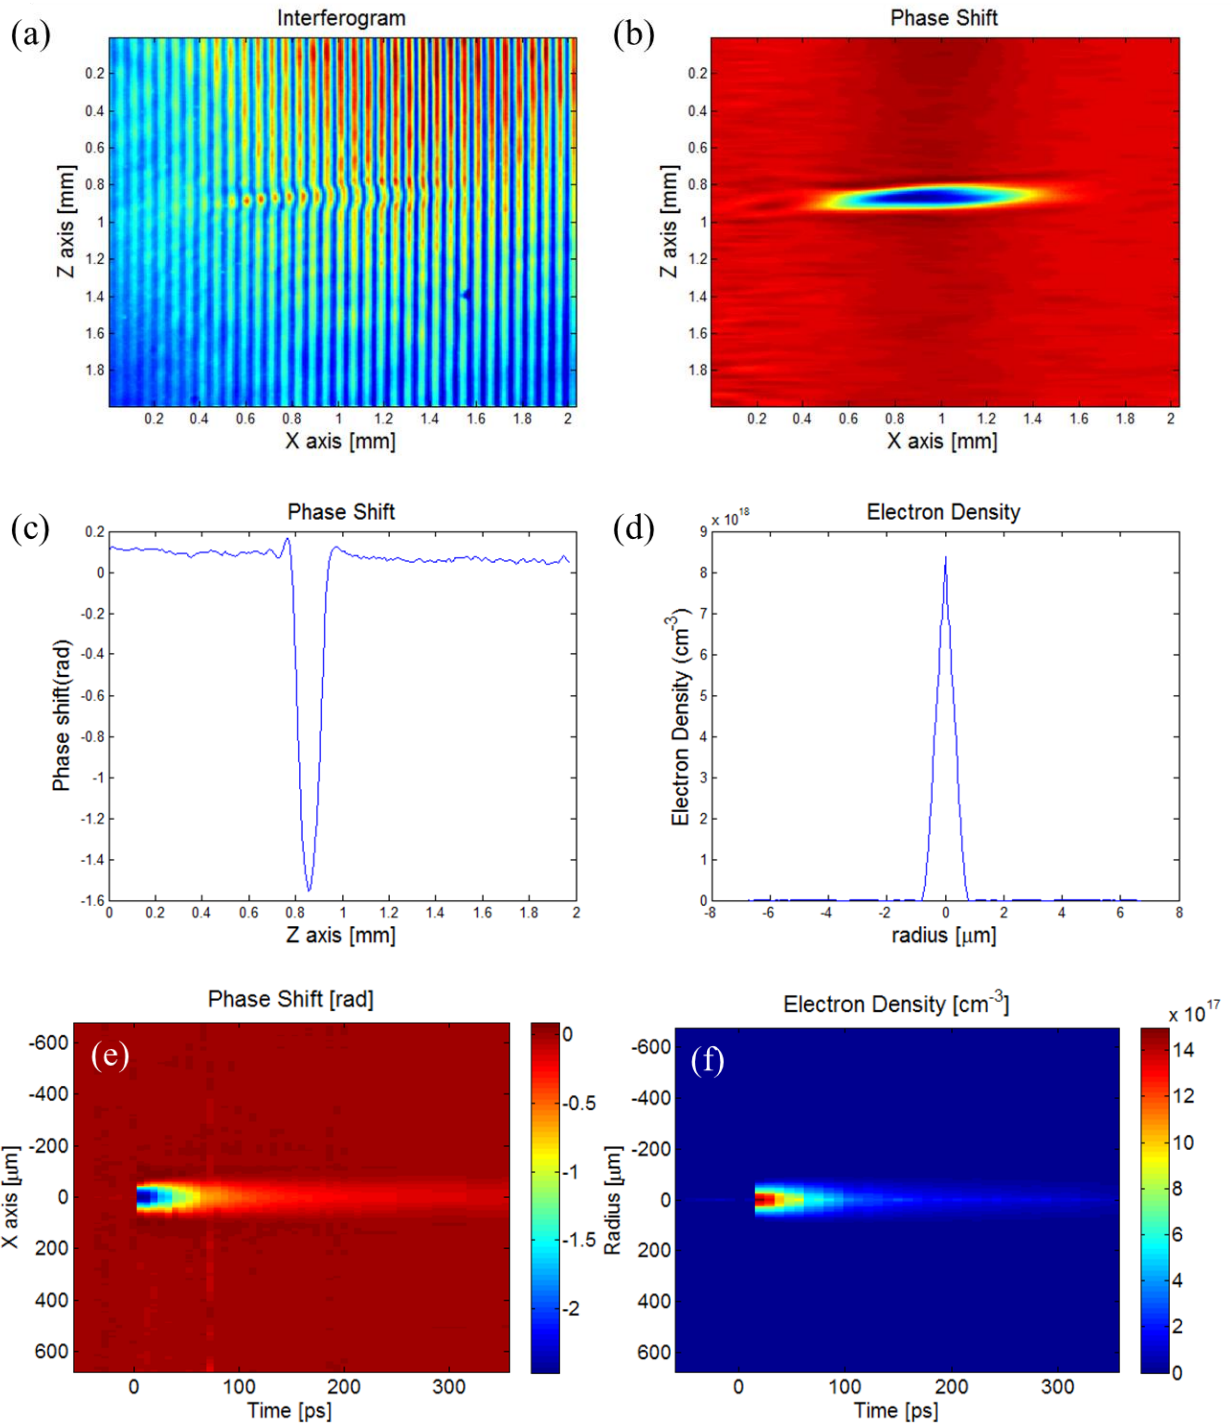 (a)
Interferogram
Z axis [mm]
0.2
0.4
0.6
0.8
1
1.2
1.4
1.6
1.8
0.2 0.4 0.6 0.8 1 1.2 1.4 1.6 1.8 2
X axis [mm]
(b)
Phase Shift
Z axis [mm]
0.2
0.4
0.6
0.8
1
1.2
1.4
1.6
1.8
0.2 0.4 0.6 0.8 1 1.2 1.4 1.6 1.8 2
X axis [mm]
(c)
Phase Shift
Phase shift(rad)
0.2
0
-0.2
-0.4
-0.6
-0.8
-1
-1.2
-1.4
-1.6
0 0.2 0.4 0.6 0.8 1 1.2 1.4 1.6 1.8 2
Z axis [mm]
(d)
Electron Density
x 10^18
Electron Density (cm^-3)
9
8
7
6
5
4
3
2
1
0
-8 -6 -4 -2 0 2 4 6 8
radius [μm]
Phase Shift [rad]
(e)
X axis [μm]
-600
-400
-200
0
200
400
600
0 100 200 300
Time [ps]
0
-0.5
-1
-1.5
-2
Electron Density [cm^-3]
(f)
Radius [μm]
-600
-400
-200
0
200
400
600
0 100 200 300
Time [ps]
x 10^17
14
12
10
8
6
4
2
0